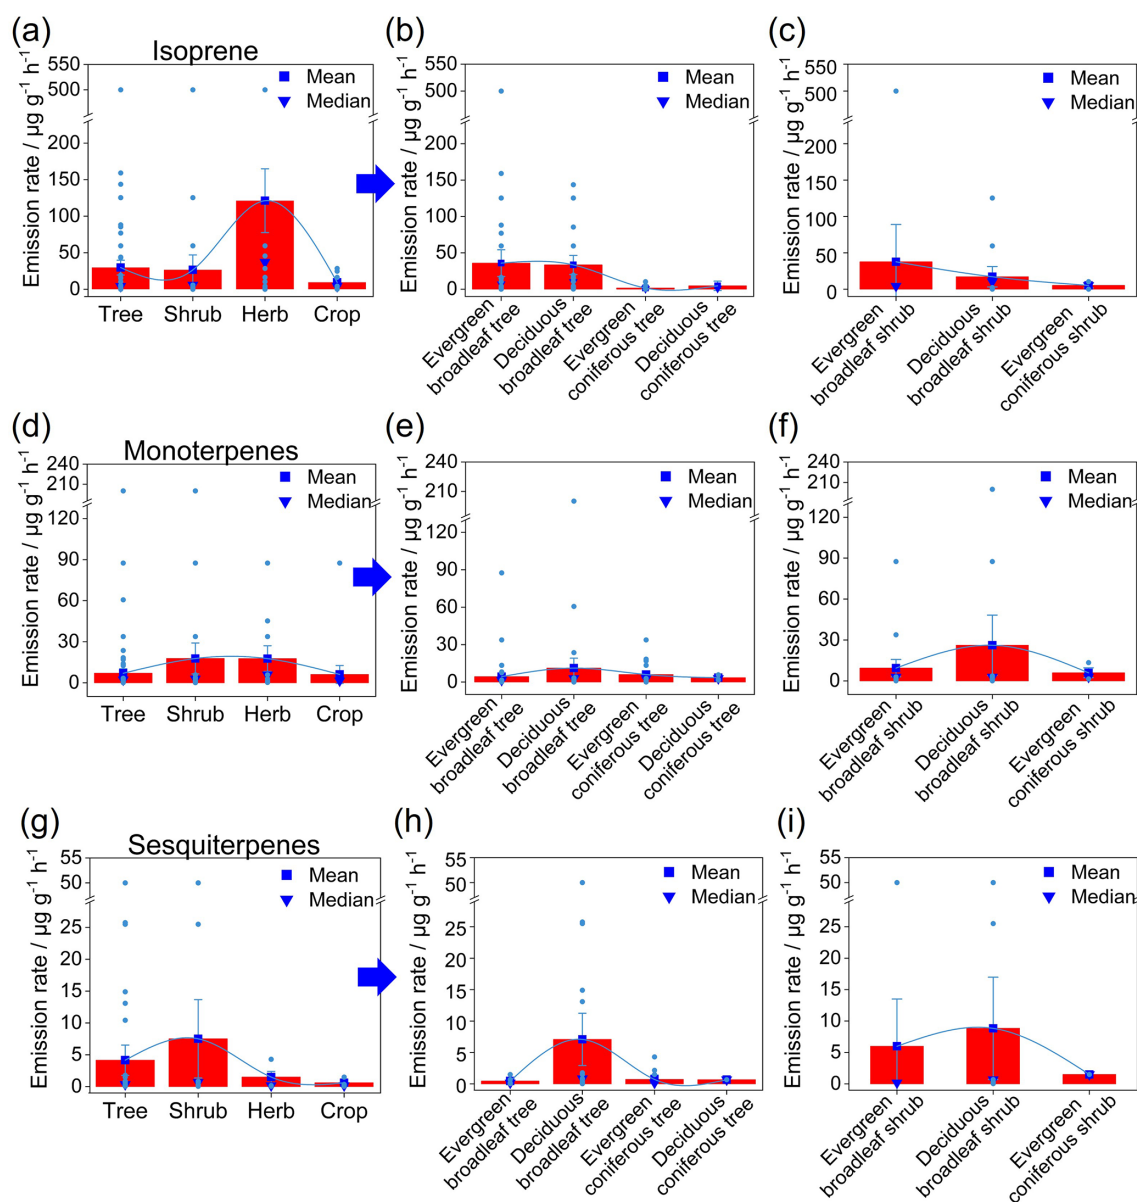 (a)
Isoprene
Emission rate / µg g⁻¹ h⁻¹
550
500
200
150
100
50
0
Mean
Median
Tree
Shrub
Herb
Crop
(b)
Emission rate / µg g⁻¹ h⁻¹
550
500
200
150
100
50
0
Mean
Median
Evergreen
broadleaf tree
Deciduous
broadleaf tree
Evergreen
coniferous tree
Deciduous
coniferous tree
(c)
Emission rate / µg g⁻¹ h⁻¹
550
500
200
150
100
50
0
Mean
Median
Evergreen
broadleaf shrub
Deciduous
broadleaf shrub
Evergreen
coniferous shrub
(d)
Monoterpenes
Emission rate / µg g⁻¹ h⁻¹
240
210
120
90
60
30
0
Mean
Median
Tree
Shrub
Herb
Crop
(e)
Emission rate / µg g⁻¹ h⁻¹
240
210
120
90
60
30
0
Mean
Median
Evergreen
broadleaf tree
Deciduous
broadleaf tree
Evergreen
coniferous tree
Deciduous
coniferous tree
(f)
Emission rate / µg g⁻¹ h⁻¹
240
210
120
90
60
30
0
Mean
Median
Evergreen
broadleaf shrub
Deciduous
broadleaf shrub
Evergreen
coniferous shrub
(g)
Sesquiterpenes
Emission rate / µg g⁻¹ h⁻¹
55
50
25
20
15
10
5
0
Mean
Median
Tree
Shrub
Herb
Crop
(h)
Emission rate / µg g⁻¹ h⁻¹
55
50
25
20
15
10
5
0
Mean
Median
Evergreen
broadleaf tree
Deciduous
broadleaf tree
Evergreen
coniferous tree
Deciduous
coniferous tree
(i)
Emission rate / µg g⁻¹ h⁻¹
55
50
25
20
15
10
5
0
Mean
Median
Evergreen
broadleaf shrub
Deciduous
broadleaf shrub
Evergreen
coniferous shrub